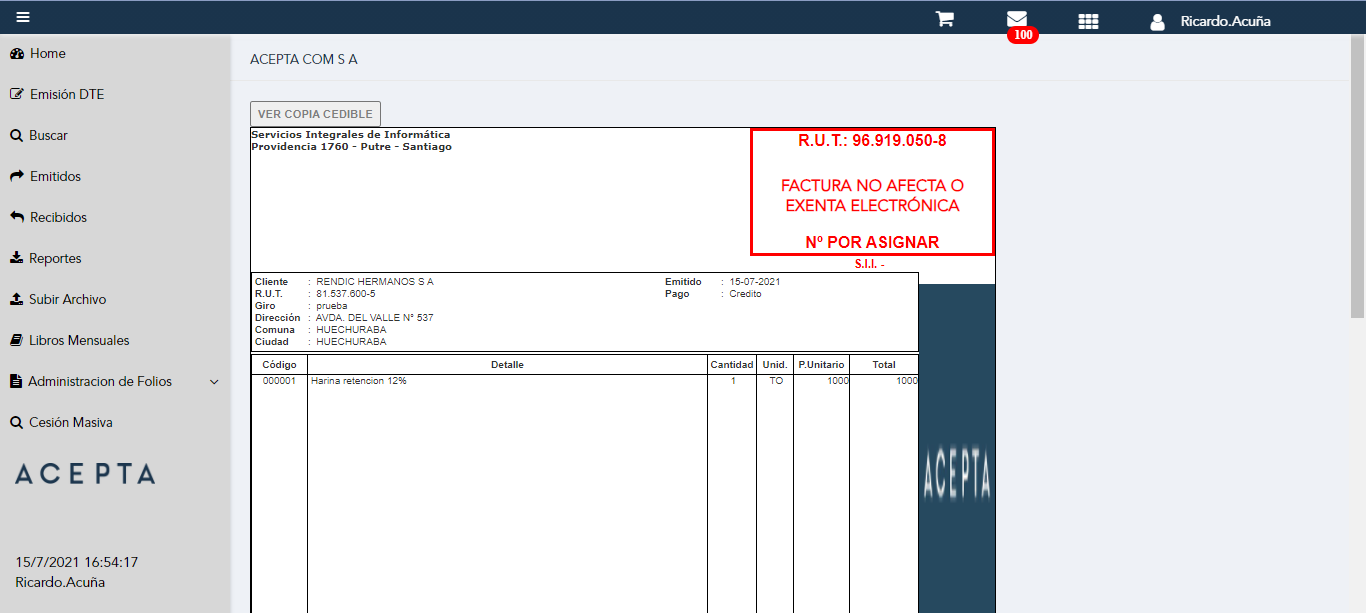 100
Ricardo.Acuña
Home
Emisión DTE
Buscar
Emitidos
Recibidos
Reportes
Subir Archivo
Libros Mensuales
Administracion de Folios
Cesión Masiva
ACEPTA
15/7/2021 16:54:17
Ricardo.Acuña
ACEPTA COM S A
VER COPIA CEDIBLE
Servicios Integrales de Informática
Providencia 1760 - Putre - Santiago
R.U.T.: 96.919.050-8
FACTURA NO AFECTA O
EXENTA ELECTRÓNICA
Nº POR ASIGNAR
S.I.I. -
Cliente : RENDIC HERMANOS S A Emitido : 15-07-2021
R.U.T. : 81.537.600-5 Pago : Credito
Giro : prueba
Dirección : AVDA. DEL VALLE N° 537
Comuna : HUECHURABA
Ciudad : HUECHURABA
Código Detalle Cantidad Unid. P.Unitario Total
000001 Harina retencion 12% 1 TO 1000 1000
ACEPTA